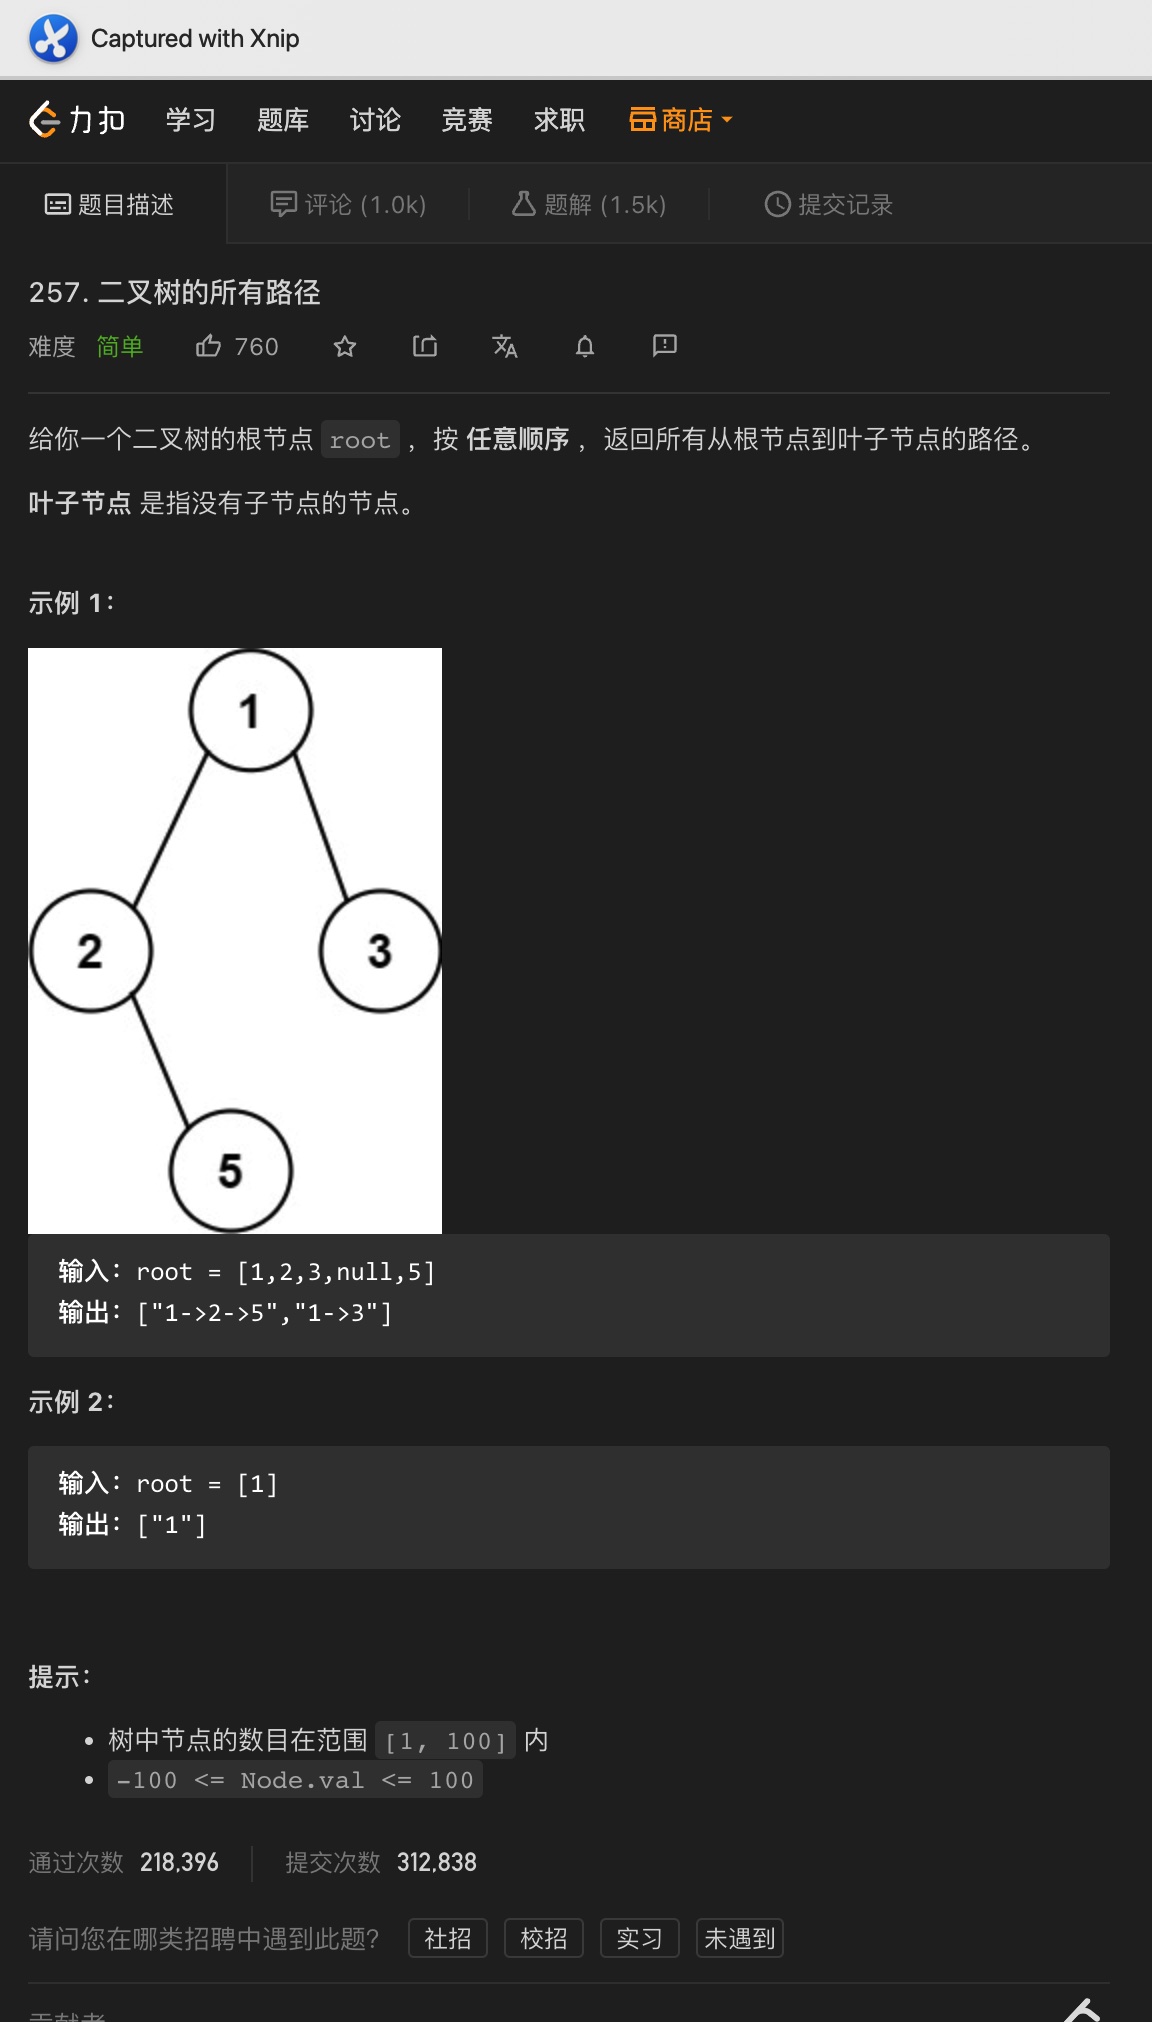 Captured with Xnip
力扣 学习 题库 讨论 竞赛 求职 商店
题目描述 评论 (1.0k) 题解 (1.5k) 提交记录
257. 二叉树的所有路径
难度 简单 760
给你一个二叉树的根节点 root ，按 任意顺序 ，返回所有从根节点到叶子节点的路径。
叶子节点 是指没有子节点的节点。
示例 1：
1
2
3
5
输入：root = [1,2,3,null,5]
输出：["1->2->5","1->3"]
示例 2：
输入：root = [1]
输出：["1"]
提示：
树中节点的数目在范围 [1, 100] 内
-100 <= Node.val <= 100
通过次数 218,396 提交次数 312,838
请问您在哪类招聘中遇到此题? 社招 校招 实习 未遇到